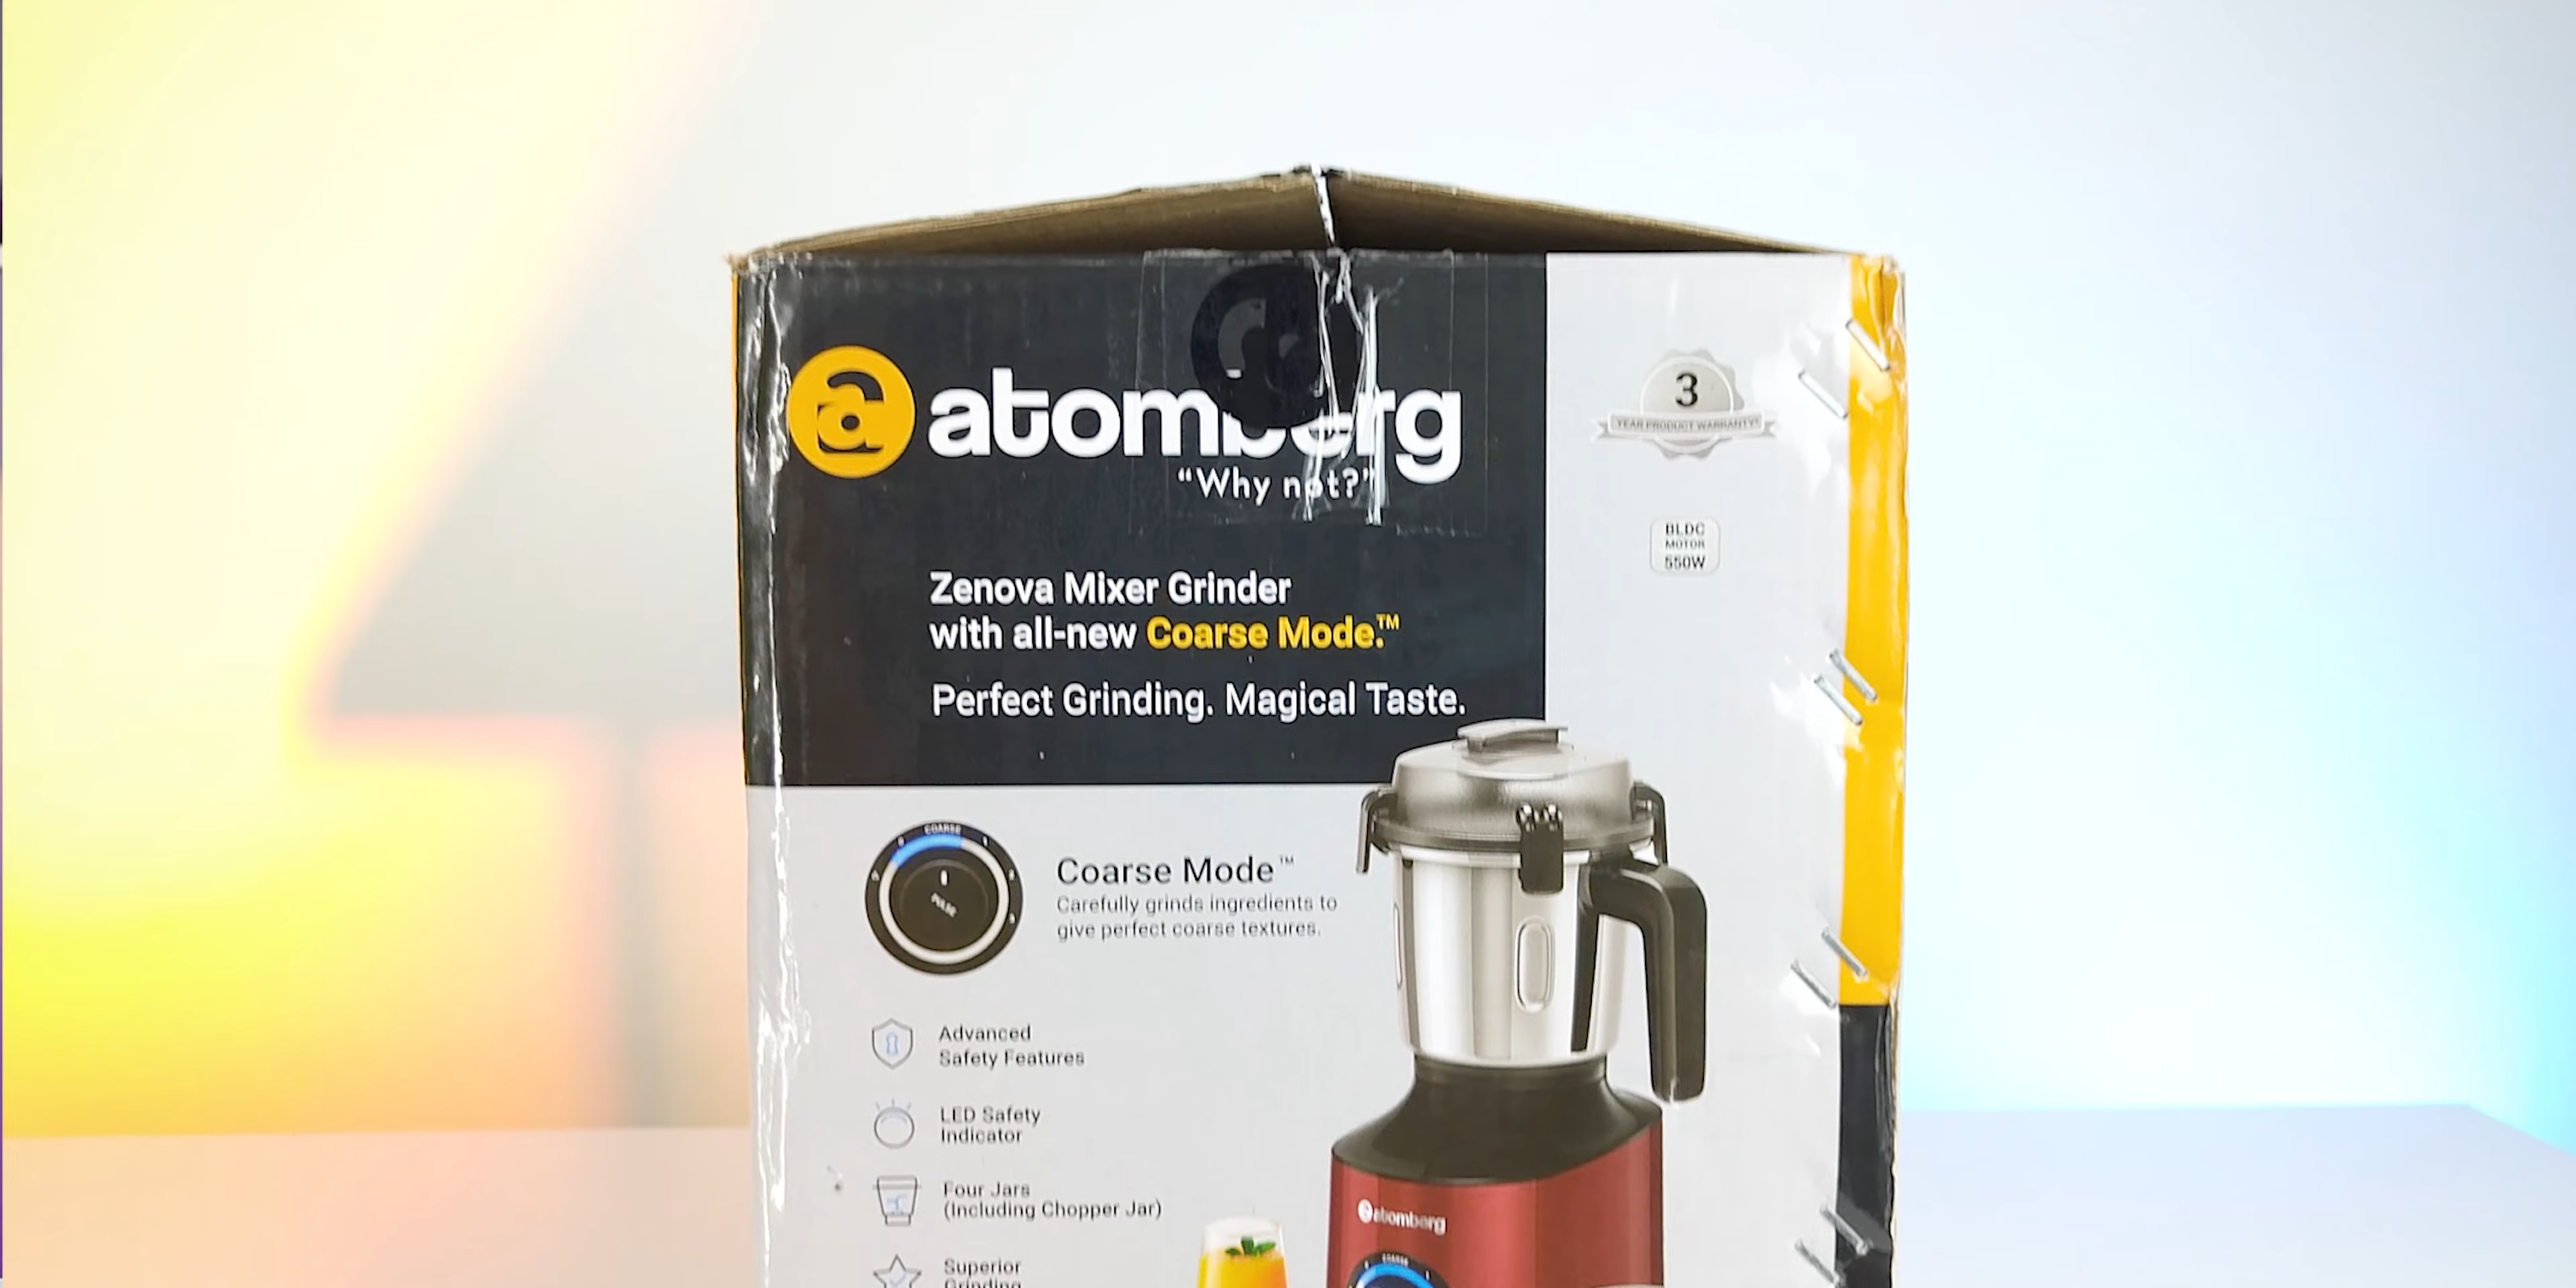 atomberg
"Why not?"
3
YEAR PRODUCT WARRANTY*
BLDC
MOTOR
550W
Zenova Mixer Grinder
with all-new Coarse Mode.™
Perfect Grinding. Magical Taste.
COARSE
PULSE
Coarse Mode™
Carefully grinds ingredients to
give perfect coarse textures.
Advanced
Safety Features
LED Safety
Indicator
Four Jars
(Including Chopper Jar)
Superior
Grinding
atomberg
COARSE